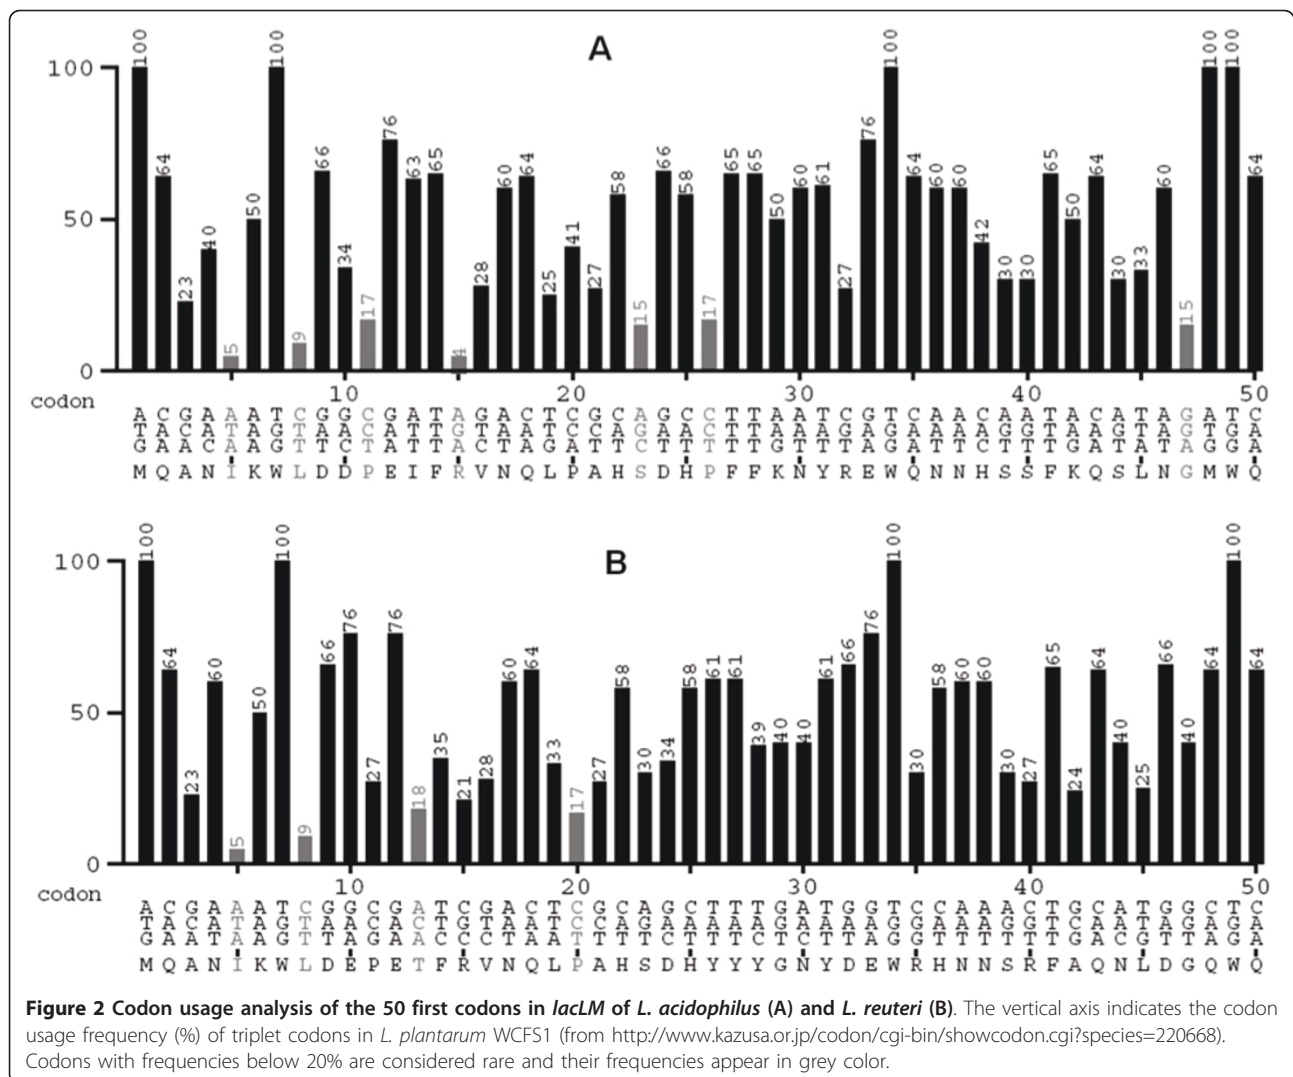 A
100 64 23 40 5 50 100 9 66 34 17 76 63 65 4 28 60 64 25 41 27 58 15 66 58 17 65 65 50 60 61 27 76 100 64 60 60 42 30 30 65 50 64 30 33 60 15 100 100 64
100
50
0
10 20 30 40 50
codon
A C G A A A T C G G C G A T A G A C T C G C A G C C T T A A T C G T C A A C A A T A C A T A G A T C
T A C A T A G T A A C A T T G T A A T C C A G A A C T T A A A G A G A A A A G G T A A G T A G T G A
G A A C A A G T T C T A T T A C T A G A T T C T T T T T G T T T A G A T T C T T T G A T A T A G G A
M Q A N I K W L D D P E I F R V N Q L P A H S D H P F F K N Y R E W Q N N H S S F K Q S L N G M W Q
B
100 64 23 60 5 50 100 9 66 76 27 76 18 35 21 28 60 64 33 17 27 58 30 34 58 61 61 39 40 40 61 66 76 100 30 58 60 60 30 27 65 24 64 40 25 66 40 64 100 64
100
50
0
10 20 30 40 50
codon
A C G A A A T C G G C G A T C G A C T C G C A G C T T T G A T G G T C C A A A C T G C A T G G C T C
T A C A T A G T A A C A C T G T A A T C C A G A A A A A G A A A A G G A A A G G T C A A T A G A G A
G A A T A A G T T A G A A C C C T A A T T T T C T T T C T C T T A G G T T T T T T G A C G T T A G A
M Q A N I K W L D E P E T F R V N Q L P A H S D H Y Y Y G N Y D E W R H N N S R F A Q N L D G Q W Q
Figure 2 Codon usage analysis of the 50 first codons in lacLM of L. acidophilus (A) and L. reuteri (B). The vertical axis indicates the codon
usage frequency (%) of triplet codons in L. plantarum WCFS1 (from http://www.kazusa.or.jp/codon/cgi-bin/showcodon.cgi?species=220668).
Codons with frequencies below 20% are considered rare and their frequencies appear in grey color.